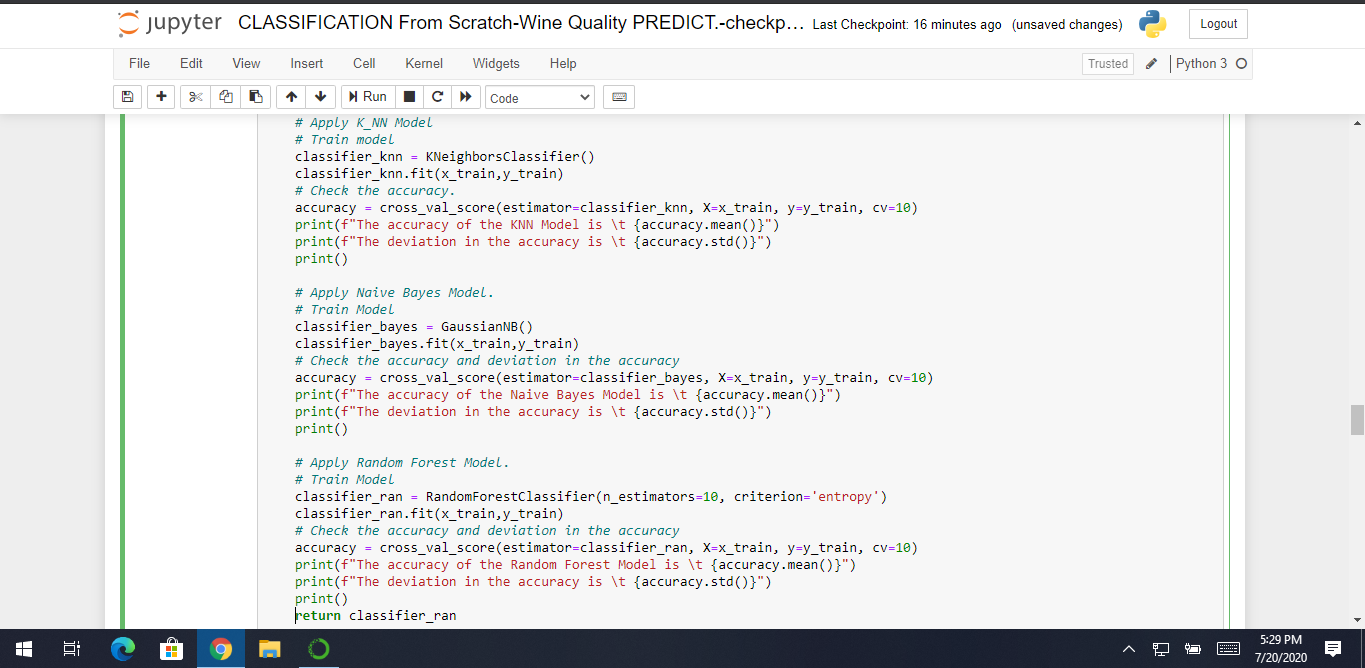 jupyter CLASSIFICATION From Scratch-Wine Quality PREDICT.-checkp... Last Checkpoint: 16 minutes ago (unsaved changes) Logout
File Edit View Insert Cell Kernel Widgets Help Trusted Python 3
Run Code
# Apply K_NN Model
# Train model
classifier_knn = KNeighborsClassifier()
classifier_knn.fit(x_train,y_train)
# Check the accuracy.
accuracy = cross_val_score(estimator=classifier_knn, X=x_train, y=y_train, cv=10)
print(f"The accuracy of the KNN Model is \t {accuracy.mean()}")
print(f"The deviation in the accuracy is \t {accuracy.std()}")
print()
# Apply Naive Bayes Model.
# Train Model
classifier_bayes = GaussianNB()
classifier_bayes.fit(x_train,y_train)
# Check the accuracy and deviation in the accuracy
accuracy = cross_val_score(estimator=classifier_bayes, X=x_train, y=y_train, cv=10)
print(f"The accuracy of the Naive Bayes Model is \t {accuracy.mean()}")
print(f"The deviation in the accuracy is \t {accuracy.std()}")
print()
# Apply Random Forest Model.
# Train Model
classifier_ran = RandomForestClassifier(n_estimators=10, criterion='entropy')
classifier_ran.fit(x_train,y_train)
# Check the accuracy and deviation in the accuracy
accuracy = cross_val_score(estimator=classifier_ran, X=x_train, y=y_train, cv=10)
print(f"The accuracy of the Random Forest Model is \t {accuracy.mean()}")
print(f"The deviation in the accuracy is \t {accuracy.std()}")
print()
return classifier_ran
5:29 PM
7/20/2020